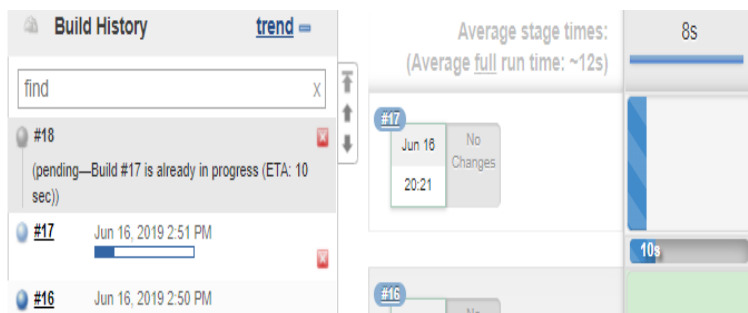 Build History
trend
find
X
#18
(pending—Build #17 is already in progress (ETA: 10
sec))
#17
Jun 16, 2019 2:51 PM
#16
Jun 16, 2019 2:50 PM
Average stage times:
(Average full run time: ~12s)
8s
#17
Jun 16
20:21
No
Changes
10s
#16
No